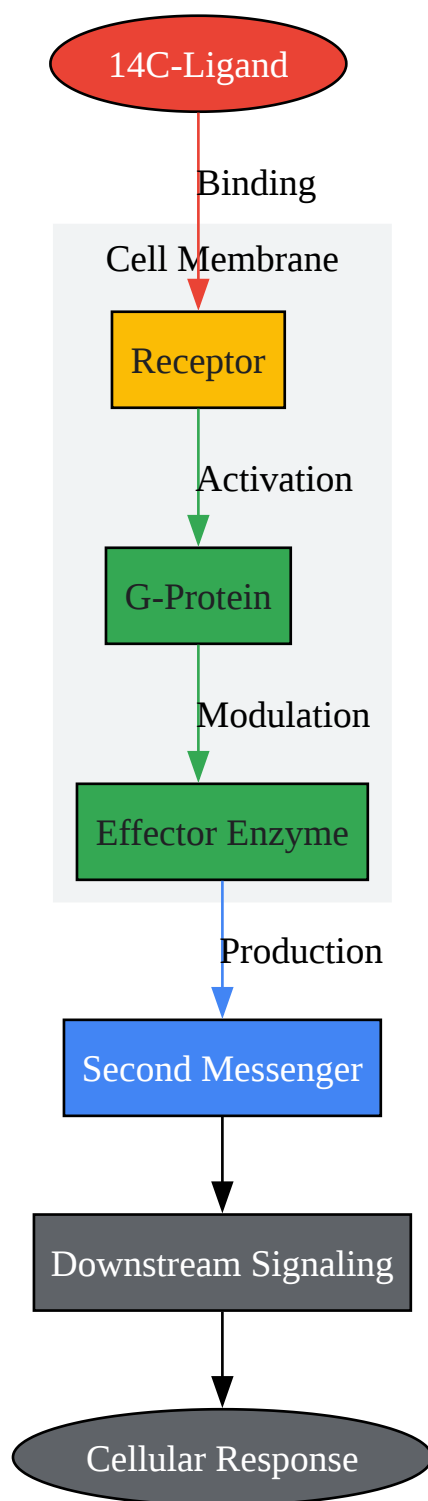 14C-Ligand
Binding
Cell Membrane
Receptor
Activation
G-Protein
Modulation
Effector Enzyme
Production
Second Messenger
Downstream Signaling
Cellular Response